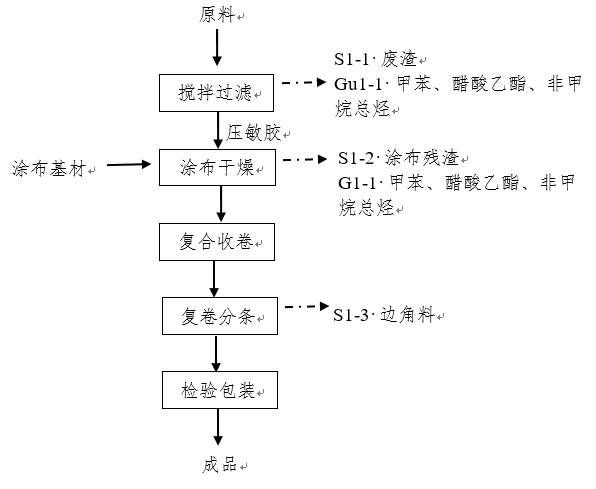 原料
S1-1·废渣
搅拌过滤
Gu1-1·甲苯、醋酸乙酯、非甲
烷总烃
压敏胶
涂布基材
涂布干燥
S1-2·涂布残渣
G1-1·甲苯、醋酸乙酯、非甲
烷总烃
复合收卷
复卷分条
S1-3·边角料
检验包装
成品